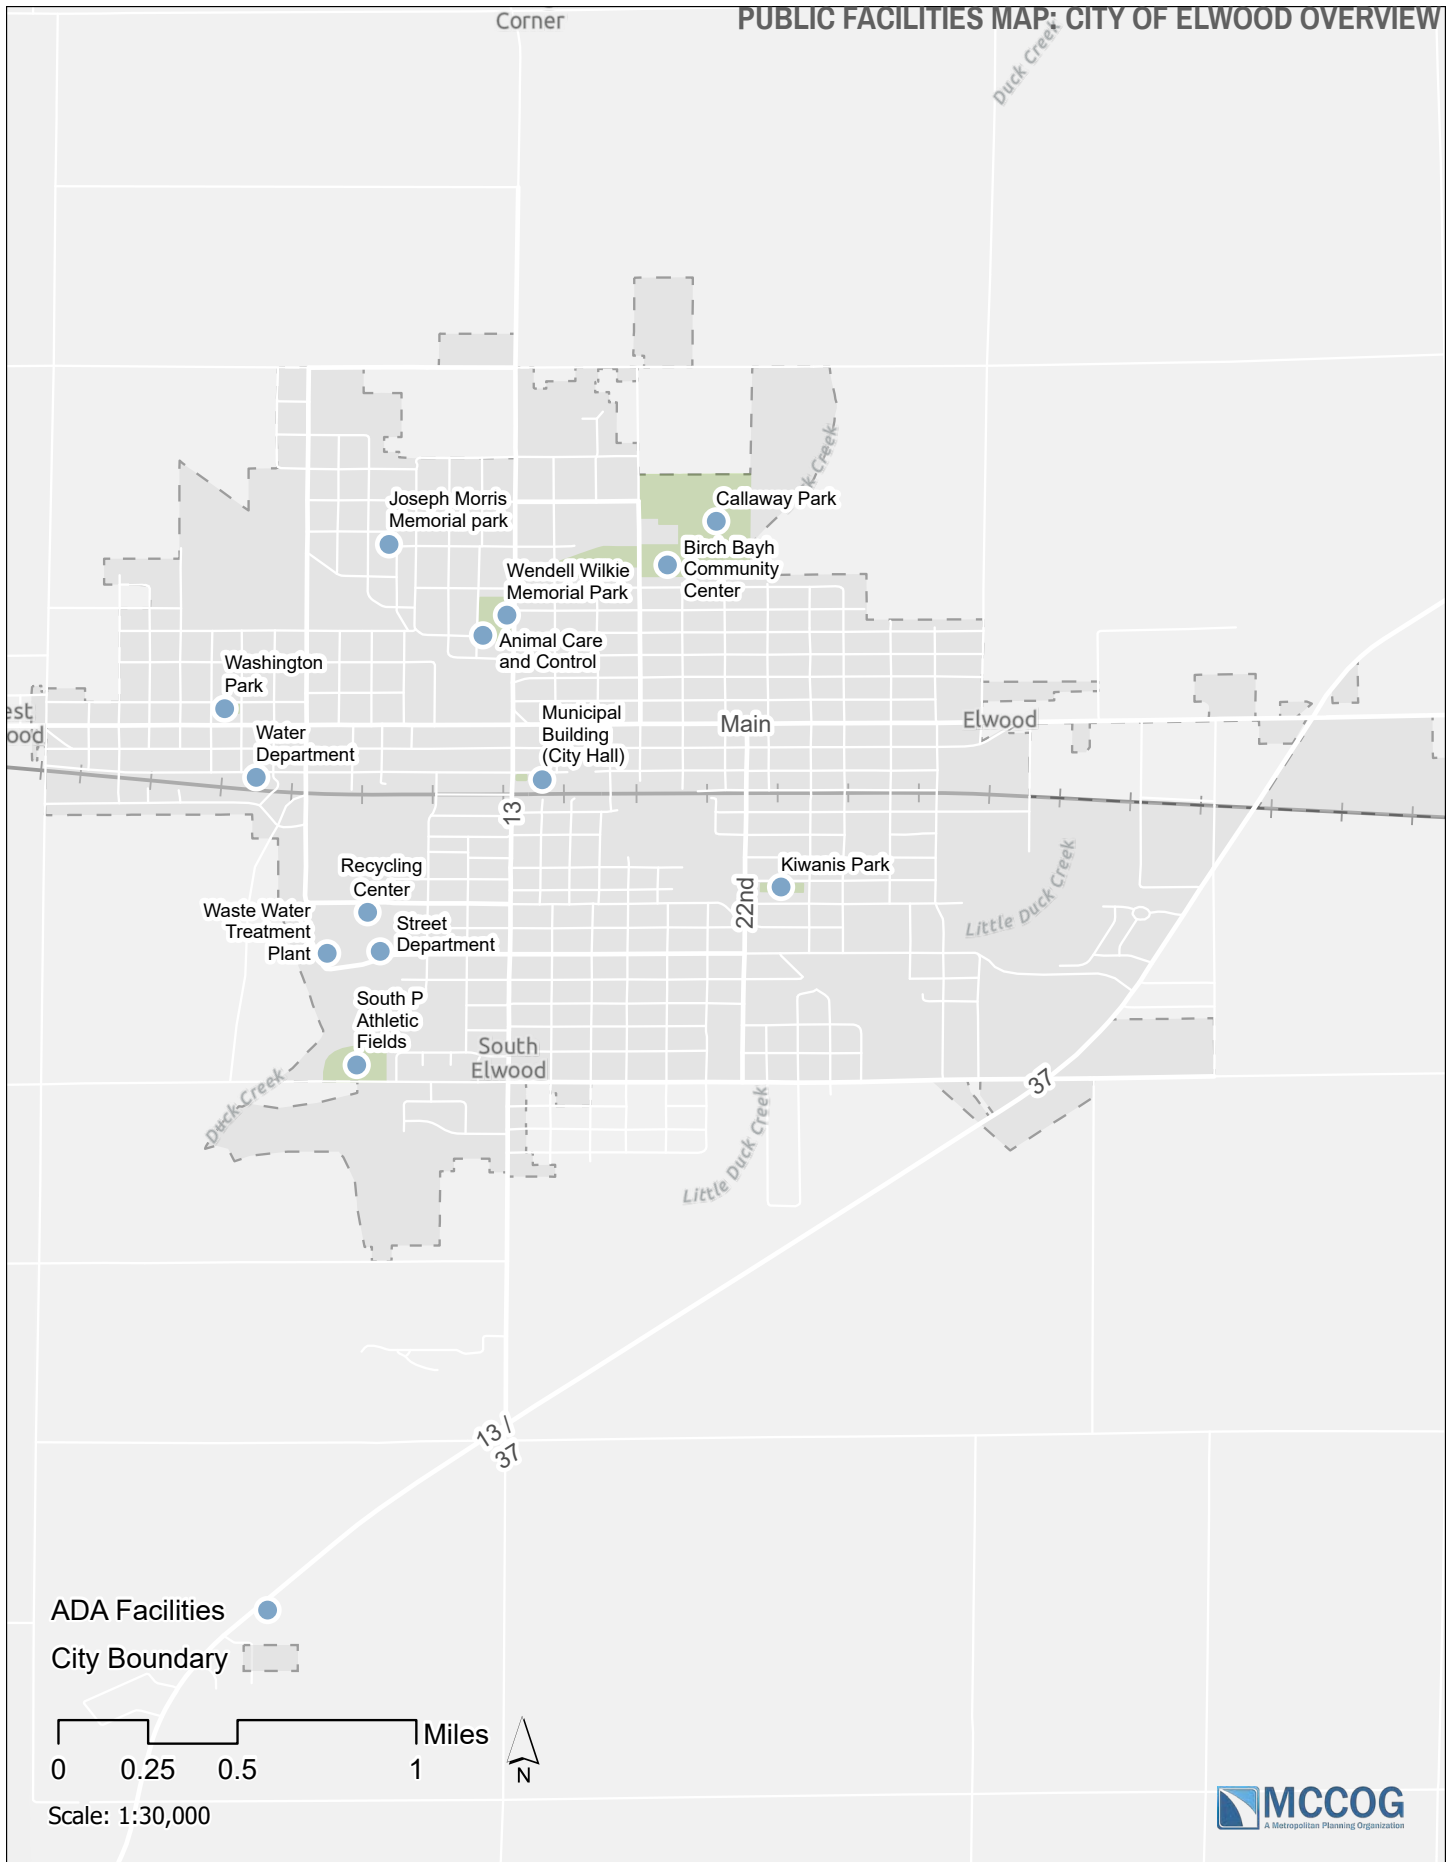 PUBLIC FACILITIES MAP: CITY OF ELWOOD OVERVIEW
Corner
Duck Creek
k Creek
Joseph Morris
Memorial park
Callaway Park
Birch Bayh
Community
Center
Wendell Wilkie
Memorial Park
Animal Care
and Control
Washington
Park
est
ood
Water
Department
Municipal
Building
(City Hall)
Main
Elwood
13
Recycling
Center
Kiwanis Park
22nd
Little Duck Creek
Waste Water
Treatment
Plant
Street
Department
South P
Athletic
Fields
South
Elwood
Duck Creek
37
Little Duck Creek
13 /
37
ADA Facilities
City Boundary
Miles
0 0.25 0.5 1
N
Scale: 1:30,000
MCCOG
A Metropolitan Planning Organization